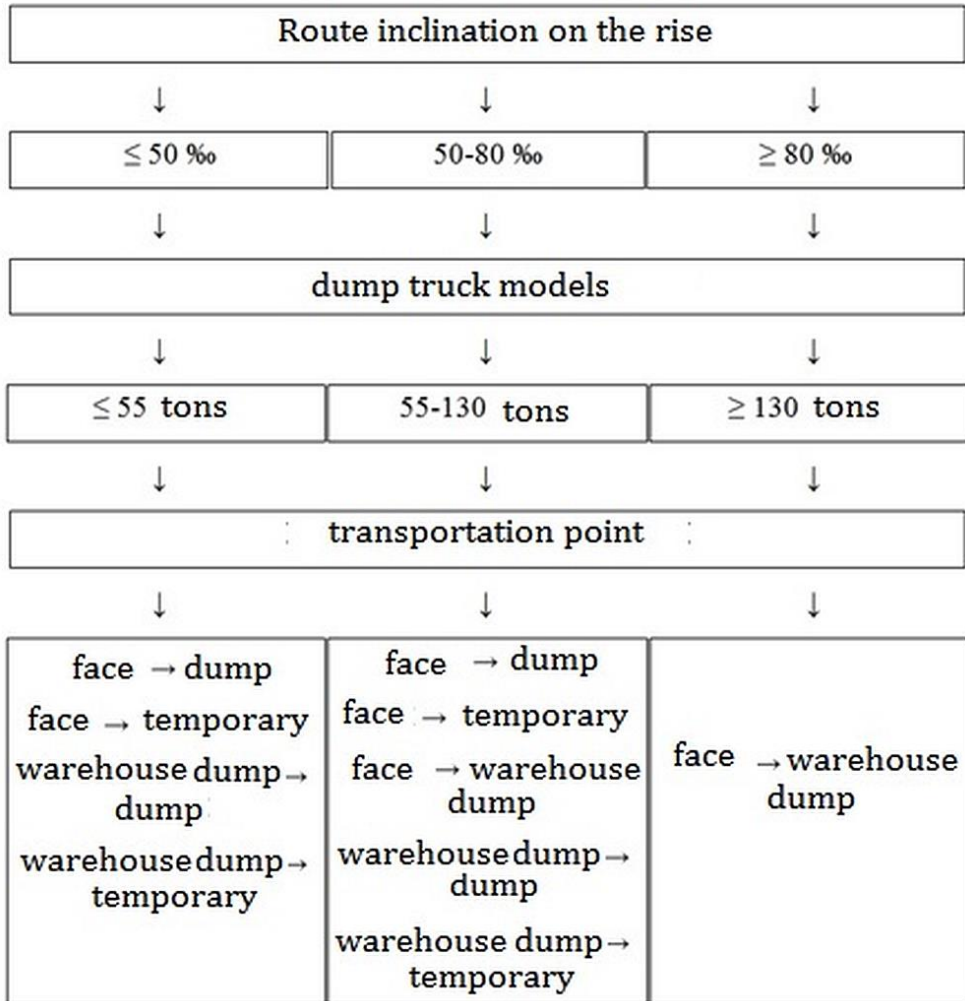 Route inclination on the rise
↓ ↓ ↓
≤ 50 ‰ 50-80 ‰ ≥ 80 ‰
↓ ↓ ↓
dump truck models
↓ ↓ ↓
≤ 55 tons 55-130 tons ≥ 130 tons
↓ ↓ ↓
transportation point
↓ ↓ ↓
face → dump
face → temporary
warehouse dump →
dump
warehouse dump →
temporary
face → dump
face → temporary
face → warehouse
dump
warehouse dump →
dump
warehouse dump →
temporary
face → warehouse
dump